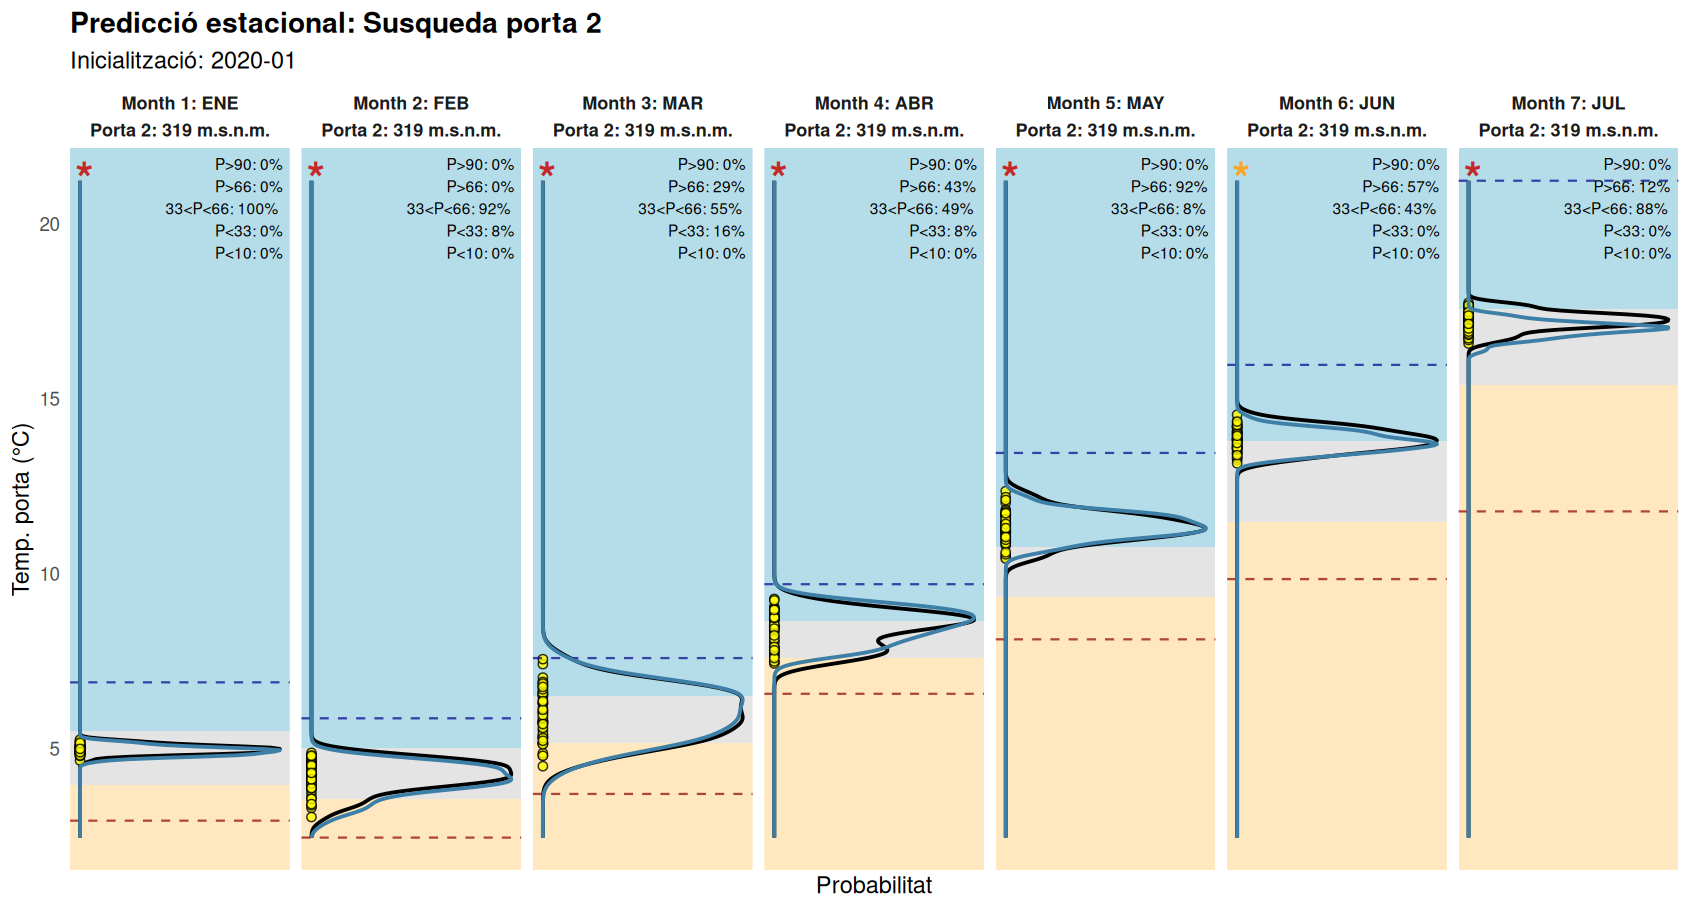 Predicció estacional: Susqueda porta 2
Inicialització: 2020-01
Month 1: ENE
Porta 2: 319 m.s.n.m.
Month 2: FEB
Porta 2: 319 m.s.n.m.
Month 3: MAR
Porta 2: 319 m.s.n.m.
Month 4: ABR
Porta 2: 319 m.s.n.m.
Month 5: MAY
Porta 2: 319 m.s.n.m.
Month 6: JUN
Porta 2: 319 m.s.n.m.
Month 7: JUL
Porta 2: 319 m.s.n.m.
*
P>90: 0%
P>66: 0%
33<P<66: 100%
P<33: 0%
P<10: 0%
*
P>90: 0%
P>66: 0%
33<P<66: 92%
P<33: 8%
P<10: 0%
*
P>90: 0%
P>66: 29%
33<P<66: 55%
P<33: 16%
P<10: 0%
*
P>90: 0%
P>66: 43%
33<P<66: 49%
P<33: 8%
P<10: 0%
*
P>90: 0%
P>66: 92%
33<P<66: 8%
P<33: 0%
P<10: 0%
*
P>90: 0%
P>66: 57%
33<P<66: 43%
P<33: 0%
P<10: 0%
*
P>90: 0%
P>66: 12%
33<P<66: 88%
P<33: 0%
P<10: 0%
20
15
10
5
Temp. porta (°C)
Probabilitat